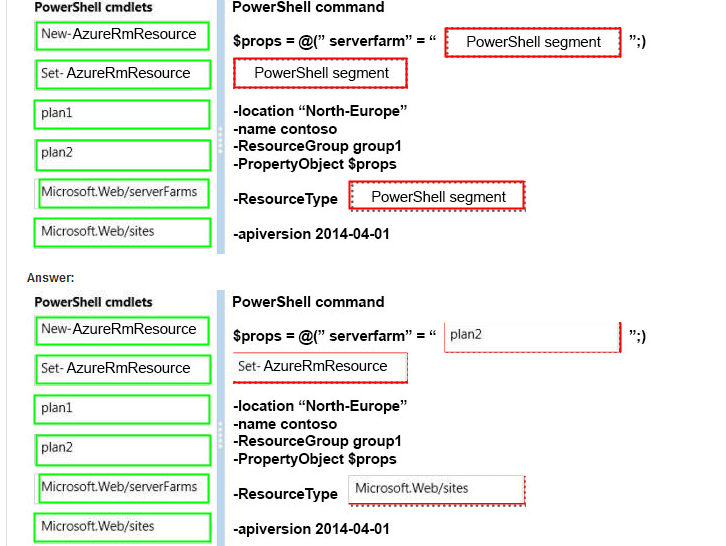 PowerShell cmdlets
PowerShell command
New-AzureRmResource
$props = @(” serverfarm” = “ PowerShell segment ”;)
Set- AzureRmResource
PowerShell segment
plan1
-location “North-Europe”
-name contoso
plan2
-ResourceGroup group1
-PropertyObject $props
Microsoft.Web/serverFarms
-ResourceType PowerShell segment
Microsoft.Web/sites
-apiversion 2014-04-01
Answer:
PowerShell cmdlets
PowerShell command
New-AzureRmResource
$props = @(” serverfarm” = “ plan2 ”;)
Set- AzureRmResource
Set- AzureRmResource
plan1
-location “North-Europe”
-name contoso
plan2
-ResourceGroup group1
-PropertyObject $props
Microsoft.Web/serverFarms
-ResourceType Microsoft.Web/sites
Microsoft.Web/sites
-apiversion 2014-04-01